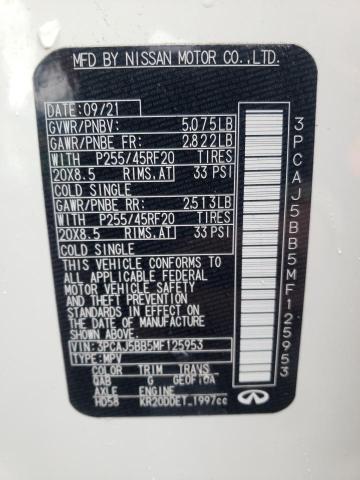 MFD BY NISSAN MOTOR CO.,LTD.
DATE: 09/21
GVWR/PNBV: 5,075LB
GAWR/PNBE FR: 2,822LB
WITH P255/45RF20 TIRES
20X8.5 RIMS,AT 33 PSI
COLD SINGLE
GAWR/PNBE RR: 2,513LB
WITH P255/45RF20 TIRES
20X8.5 RIMS,AT 33 PSI
COLD SINGLE
THIS VEHICLE CONFORMS TO
ALL APPLICABLE FEDERAL
MOTOR VEHICLE SAFETY,
BUMPER, AND THEFT PREVENTION
STANDARDS IN EFFECT ON
THE DATE OF MANUFACTURE
SHOWN ABOVE.
VIN: 3PCAJ5BB5MF125953
TYPE: MPV
COLOR TRIM TRANS
QAB G
AXLE ENGINE
HD58 KR20DDET_1997cc
3PCAJ5BB5MF125953
INFINITI